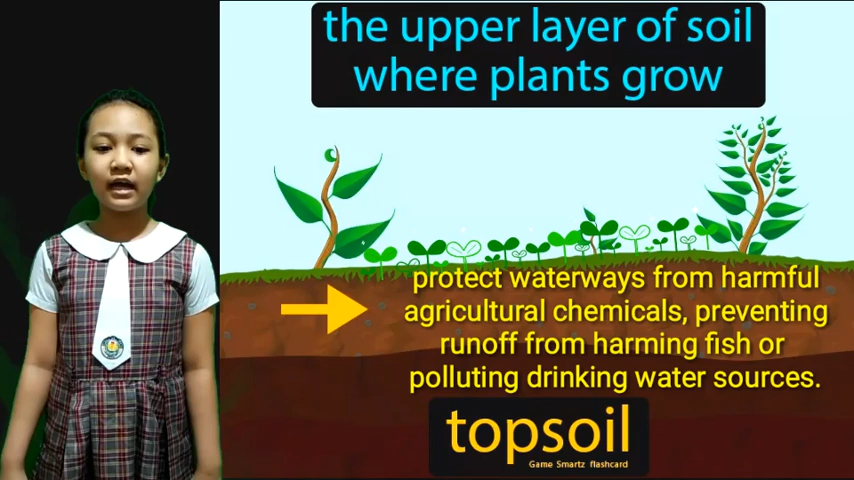 the upper layer of soil
where plants grow
protect waterways from harmful
agricultural chemicals, preventing
runoff from harming fish or
polluting drinking water sources.
topsoil
Game Smartz flashcard